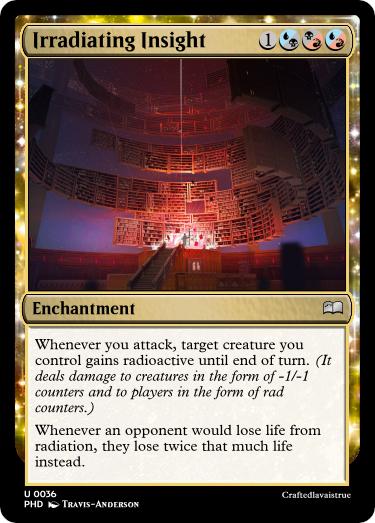 Irradiating Insight 1
Enchantment
Whenever you attack, target creature you
control gains radioactive until end of turn. (It
deals damage to creatures in the form of -1/-1
counters and to players in the form of rad
counters.)
Whenever an opponent would lose life from
radiation, they lose twice that much life
instead.
U 0036
Craftedlavaistrue
PHD Travis-Anderson